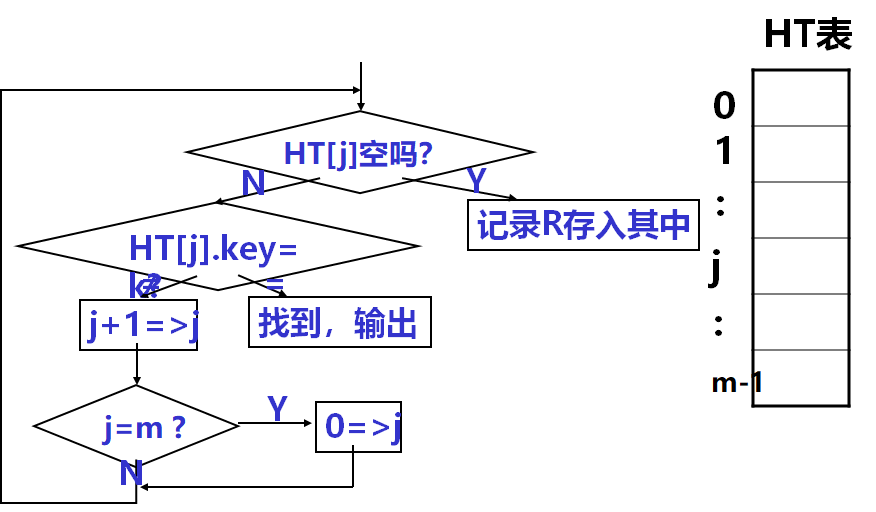 HT表
0
1
:
j
:
m-1
HT[j]空吗?
N
Y
记录R存入其中
HT[j].key=
k?
≠
=
j+1=>j
找到，输出
j=m ?
Y
0=>j
N